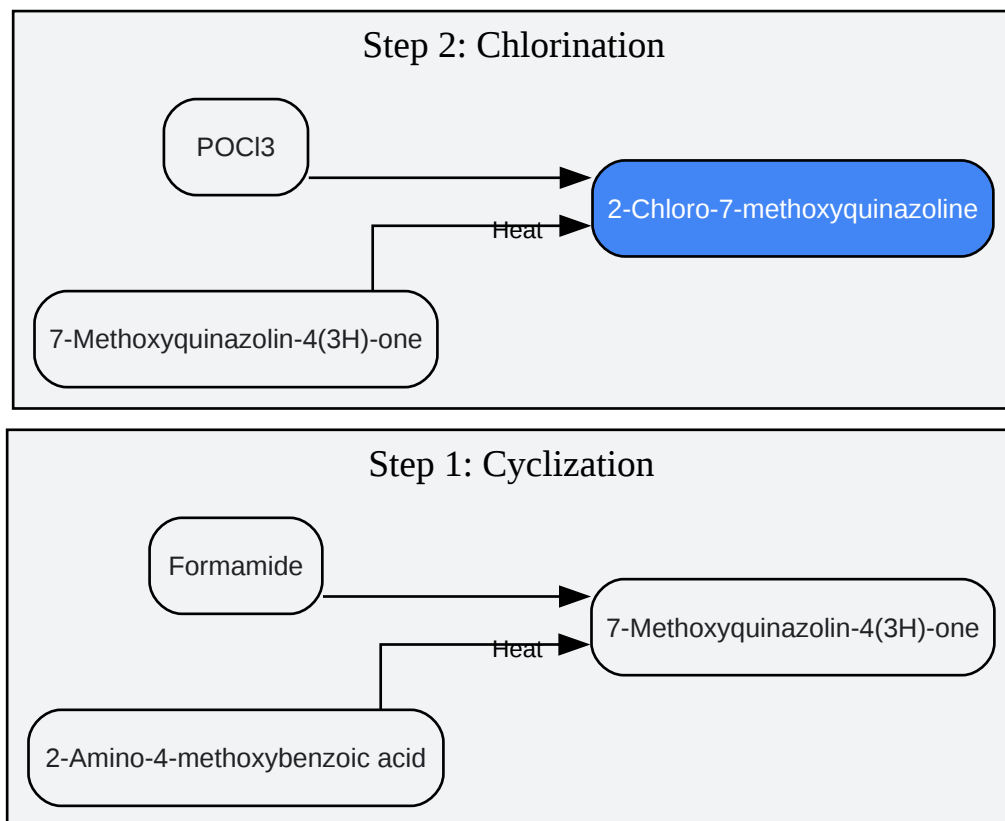 Step 2: Chlorination
POCl3
2-Chloro-7-methoxyquinazoline
Heat
7-Methoxyquinazolin-4(3H)-one
Step 1: Cyclization
Formamide
7-Methoxyquinazolin-4(3H)-one
Heat
2-Amino-4-methoxybenzoic acid